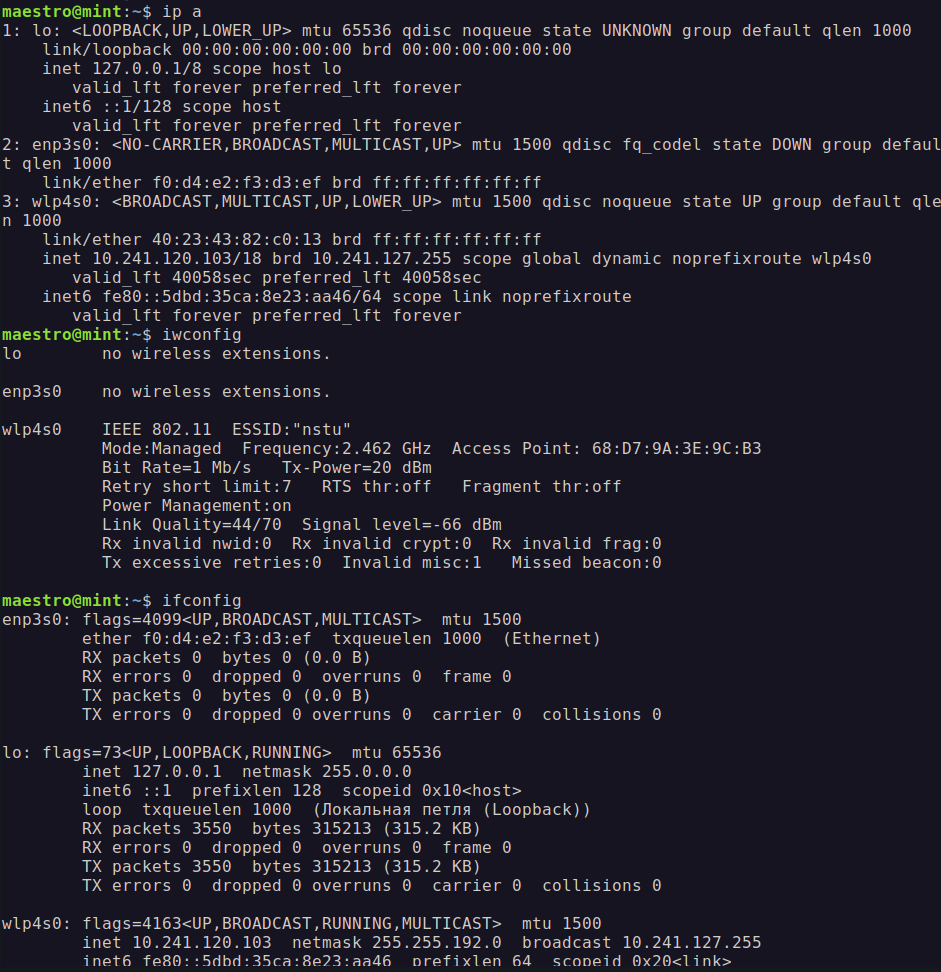 maestro@mint:~$ ip a
1: lo: <LOOPBACK,UP,LOWER_UP> mtu 65536 qdisc noqueue state UNKNOWN group default qlen 1000
    link/loopback 00:00:00:00:00:00 brd 00:00:00:00:00:00
    inet 127.0.0.1/8 scope host lo
       valid_lft forever preferred_lft forever
    inet6 ::1/128 scope host
       valid_lft forever preferred_lft forever
2: enp3s0: <NO-CARRIER,BROADCAST,MULTICAST,UP> mtu 1500 qdisc fq_codel state DOWN group defaul
t qlen 1000
    link/ether f0:d4:e2:f3:d3:ef brd ff:ff:ff:ff:ff:ff
3: wlp4s0: <BROADCAST,MULTICAST,UP,LOWER_UP> mtu 1500 qdisc noqueue state UP group default qle
n 1000
    link/ether 40:23:43:82:c0:13 brd ff:ff:ff:ff:ff:ff
    inet 10.241.120.103/18 brd 10.241.127.255 scope global dynamic noprefixroute wlp4s0
       valid_lft 40058sec preferred_lft 40058sec
    inet6 fe80::5dbd:35ca:8e23:aa46/64 scope link noprefixroute
       valid_lft forever preferred_lft forever
maestro@mint:~$ iwconfig
lo        no wireless extensions.
enp3s0    no wireless extensions.
wlp4s0    IEEE 802.11  ESSID:"nstu"
          Mode:Managed  Frequency:2.462 GHz  Access Point: 68:D7:9A:3E:9C:B3
          Bit Rate=1 Mb/s   Tx-Power=20 dBm
          Retry short limit:7   RTS thr:off   Fragment thr:off
          Power Management:on
          Link Quality=44/70  Signal level=-66 dBm
          Rx invalid nwid:0  Rx invalid crypt:0  Rx invalid frag:0
          Tx excessive retries:0  Invalid misc:1   Missed beacon:0
maestro@mint:~$ ifconfig
enp3s0: flags=4099<UP,BROADCAST,MULTICAST>  mtu 1500
        ether f0:d4:e2:f3:d3:ef  txqueuelen 1000  (Ethernet)
        RX packets 0  bytes 0 (0.0 B)
        RX errors 0  dropped 0  overruns 0  frame 0
        TX packets 0  bytes 0 (0.0 B)
        TX errors 0  dropped 0 overruns 0  carrier 0  collisions 0
lo: flags=73<UP,LOOPBACK,RUNNING>  mtu 65536
        inet 127.0.0.1  netmask 255.0.0.0
        inet6 ::1  prefixlen 128  scopeid 0x10<host>
        loop  txqueuelen 1000  (Локальная петля (Loopback))
        RX packets 3550  bytes 315213 (315.2 KB)
        RX errors 0  dropped 0  overruns 0  frame 0
        TX packets 3550  bytes 315213 (315.2 KB)
        TX errors 0  dropped 0 overruns 0  carrier 0  collisions 0
wlp4s0: flags=4163<UP,BROADCAST,RUNNING,MULTICAST>  mtu 1500
        inet 10.241.120.103  netmask 255.255.192.0  broadcast 10.241.127.255
        inet6 fe80::5dbd:35ca:8e23:aa46  prefixlen 64  scopeid 0x20<link>